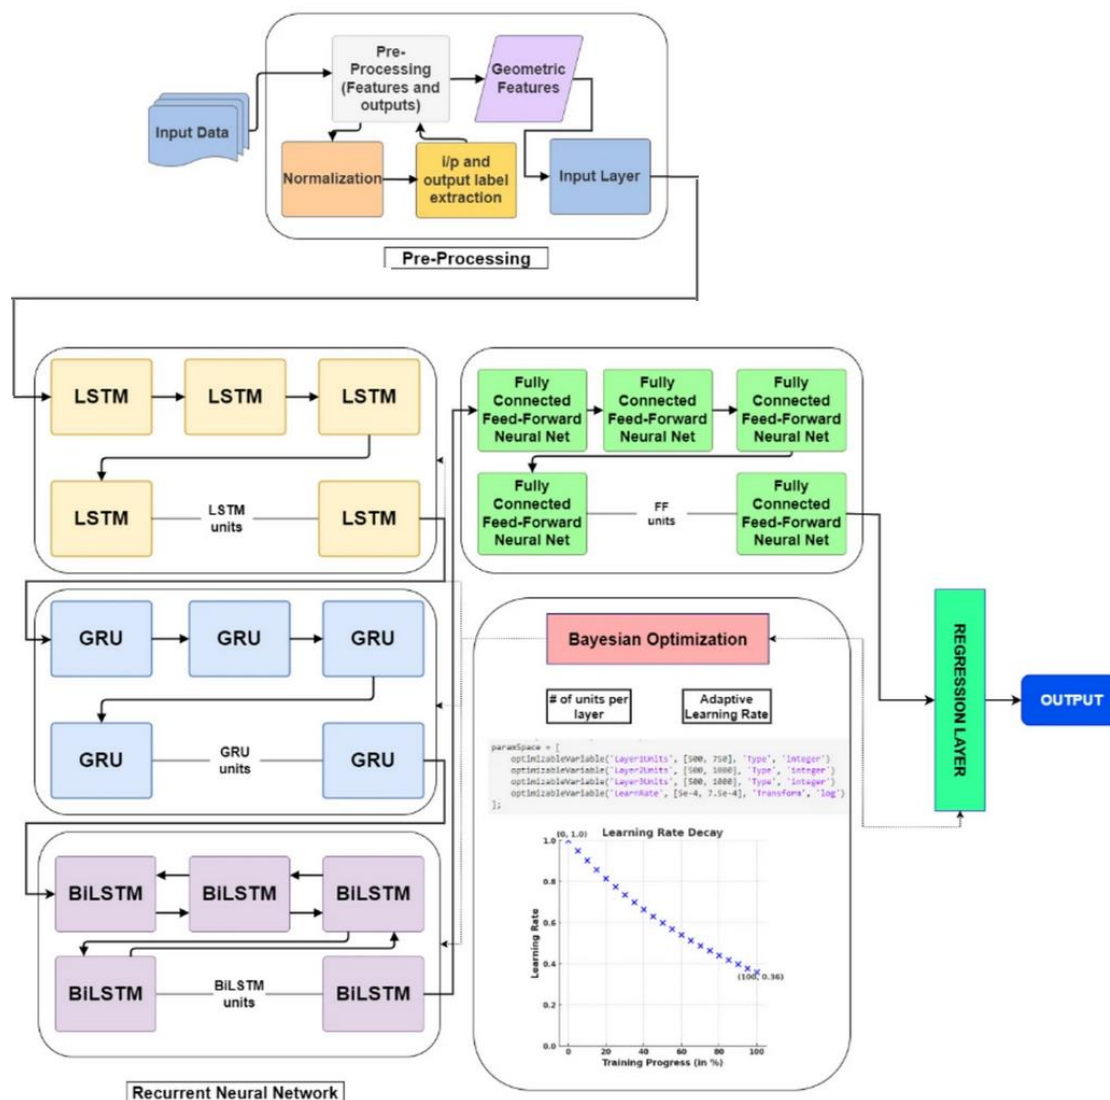 Input Data
Pre-
Processing
(Features and
outputs)
Geometric
Features
Normalization
i/p and
output label
extraction
Input Layer
Pre-Processing
LSTM
LSTM
LSTM
LSTM
LSTM
units
LSTM
GRU
GRU
GRU
GRU
GRU
units
GRU
BiLSTM
BiLSTM
BiLSTM
BiLSTM
BiLSTM
units
BiLSTM
Recurrent Neural Network
Fully
Connected
Feed-Forward
Neural Net
Fully
Connected
Feed-Forward
Neural Net
Fully
Connected
Feed-Forward
Neural Net
Fully
Connected
Feed-Forward
Neural Net
FF
units
Fully
Connected
Feed-Forward
Neural Net
Bayesian Optimization
# of units per
layer
Adaptive
Learning Rate
paramSpace = [
optimizableVariable('Layer1Units', [500, 750], 'Type', 'integer')
optimizableVariable('Layer2Units', [500, 1000], 'Type', 'integer')
optimizableVariable('Layer3Units', [500, 1000], 'Type', 'integer')
optimizableVariable('LearnRate', [5e-4, 7.5e-4], 'Transform', 'log')
];
Learning Rate Decay
(0, 1.0)
1.0
0.8
0.6
0.4
0.2
0.0
Learning Rate
(100, 0.36)
0
20
40
60
80
100
Training Progress (in %)
REGRESSION LAYER
OUTPUT